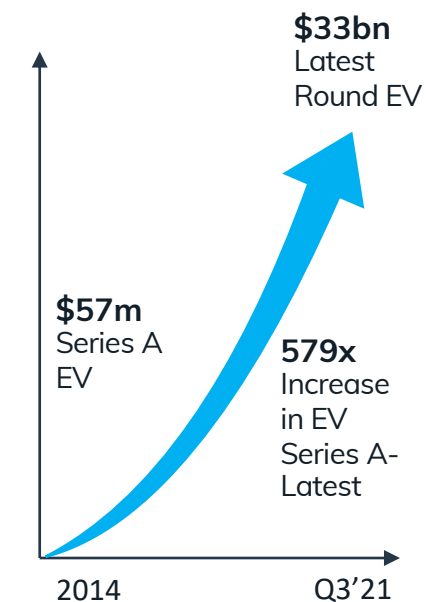 $33bn
Latest
Round EV
$57m
Series A
EV
579x
Increase
in EV
Series A-
Latest
2014
Q3’21